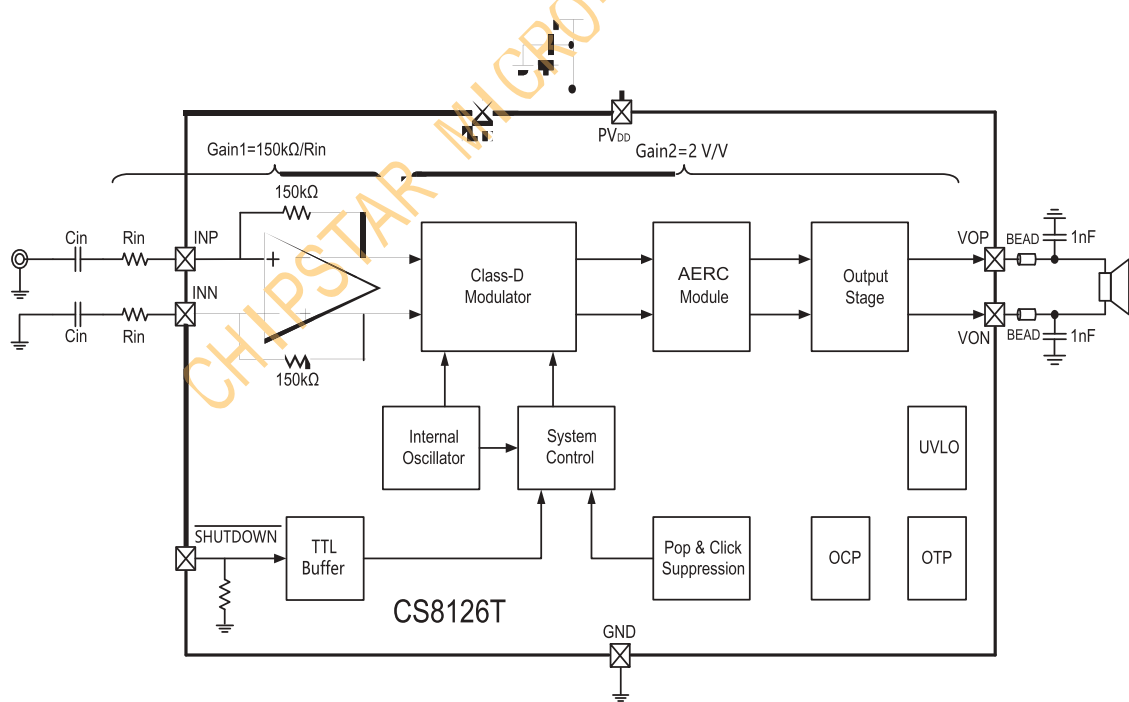 CHIPSTAR MICRO
PVDD
Gain1=150kΩ/Rin
Gain2=2 V/V
150kΩ
Cin
Rin
INP
+
Class-D
Modulator
AERC
Module
Output
Stage
VOP
BEAD
1nF
INN
Cin
Rin
150kΩ
VON
BEAD
1nF
Internal
Oscillator
System
Control
UVLO
SHUTDOWN
TTL
Buffer
Pop & Click
Suppression
OCP
OTP
CS8126T
GND